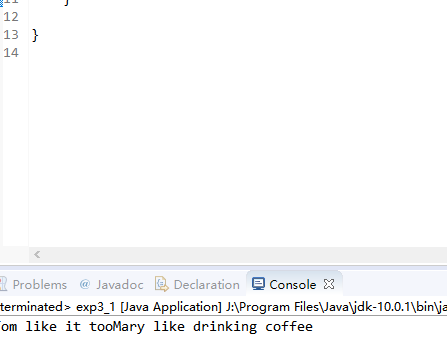 12
13 }
14
Problems @ Javadoc Declaration Console
terminated> exp3_1 [Java Application] J:\Program Files\Java\jdk-10.0.1\bin\ja
Tom like it tooMary like drinking coffee